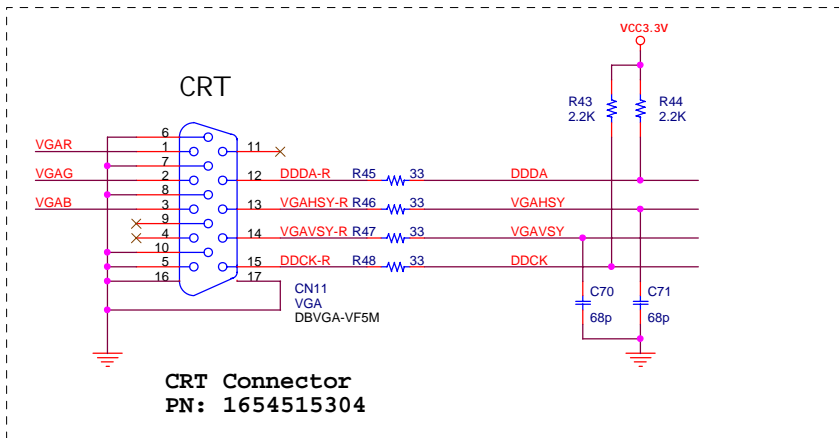 VCC3.3V
CRT
R43
2.2K
R44
2.2K
6
VGAR
1
11
7
VGAG
2
12
DDDA-R
R45
33
DDDA
8
VGAB
3
13
VGAHSY-R
R46
33
VGAHSY
9
4
14
VGAVSY-R
R47
33
VGAVSY
10
5
15
DDCK-R
R48
33
DDCK
16
17
CN11
VGA
DBVGA-VF5M
C70
68p
C71
68p
CRT Connector
PN: 1654515304